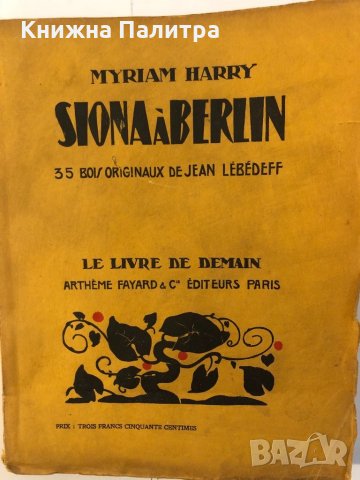 Книжна Палитра
MYRIAM HARRY
SIONA À BERLIN
35 BOIS ORIGINAUX DE JEAN LÉBÉDEFF
LE LIVRE DE DEMAIN
ARTHÈME FAYARD & Cie ÉDITEURS PARIS
PRIX : TROIS FRANCS CINQUANTE CENTIMES
BAZAR